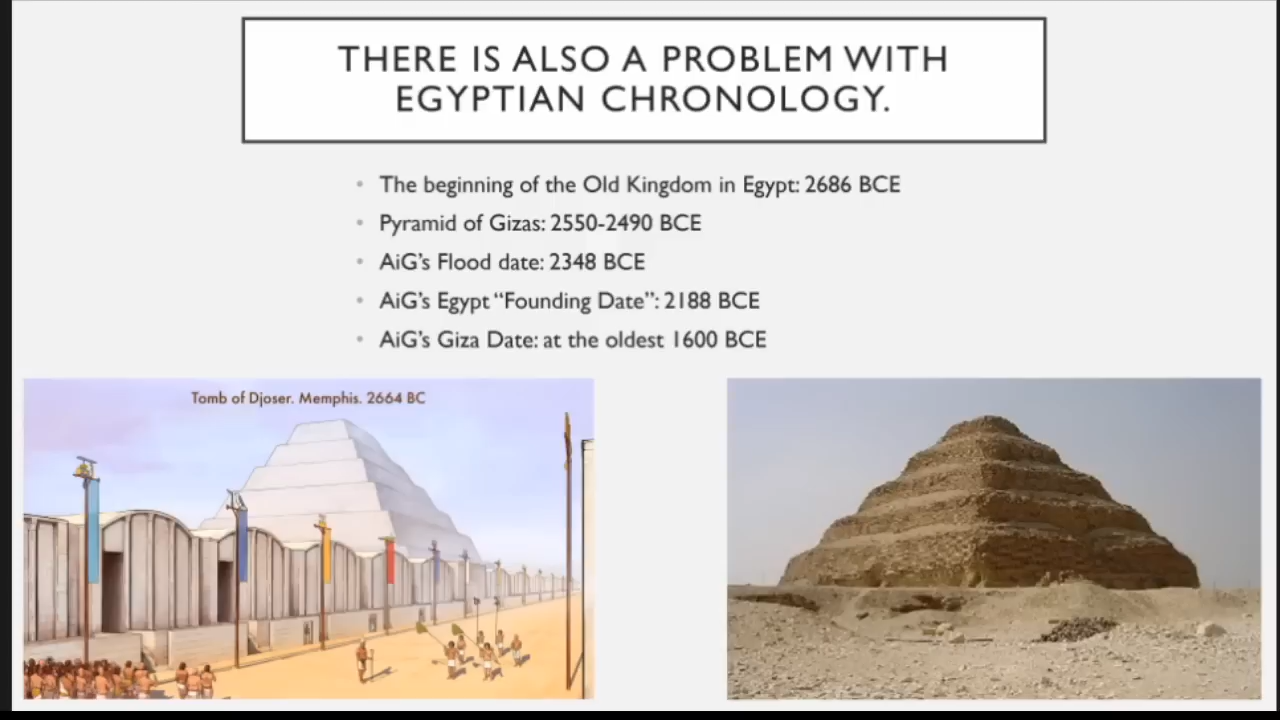 THERE IS ALSO A PROBLEM WITH
EGYPTIAN CHRONOLOGY.
• The beginning of the Old Kingdom in Egypt: 2686 BCE
• Pyramid of Gizas: 2550-2490 BCE
• AiG's Flood date: 2348 BCE
• AiG's Egypt “Founding Date”: 2188 BCE
• AiG's Giza Date: at the oldest 1600 BCE
Tomb of Djoser. Memphis. 2664 BC